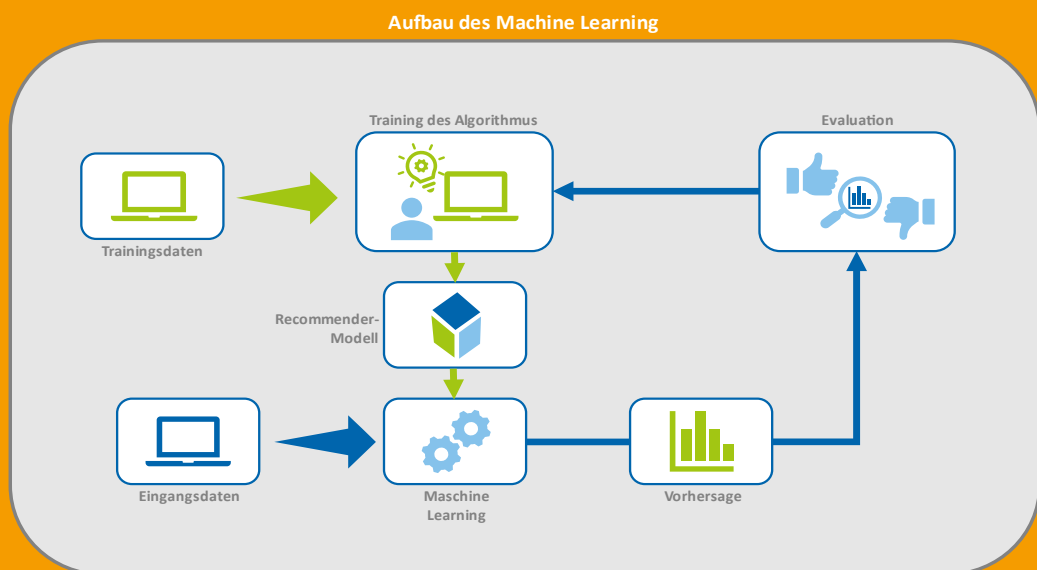 Aufbau des Machine Learning
Training des Algorithmus
Evaluation
Trainingsdaten
Recommender-
Modell
Eingangsdaten
Maschine
Learning
Vorhersage